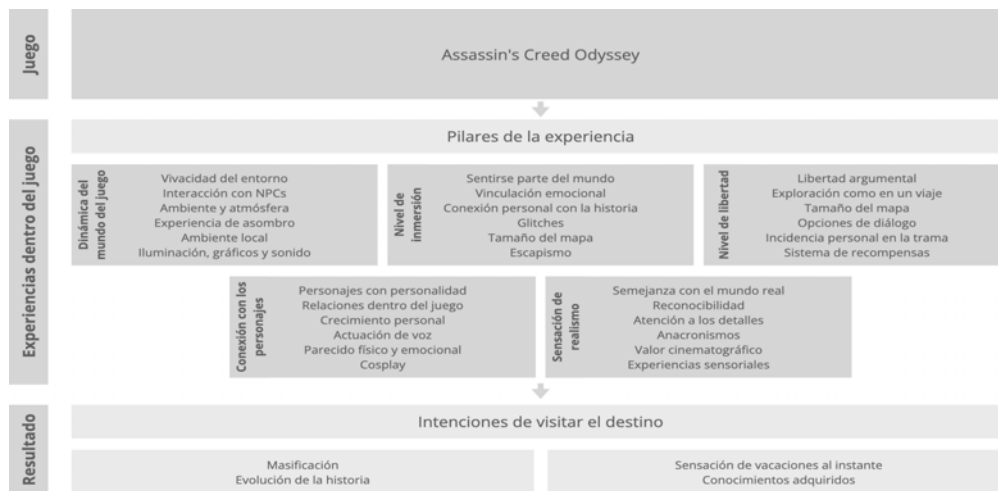 Juego
Assassin's Creed Odyssey
Experiencias dentro del juego
Pilares de la experiencia
Dinámica del
mundo del juego
Vivacidad del entorno
Interacción con NPCs
Ambiente y atmósfera
Experiencia de asombro
Ambiente local
Iluminación, gráficos y sonido
Nivel de
inmersión
Sentirse parte del mundo
Vinculación emocional
Conexión personal con la historia
Glitches
Tamaño del mapa
Escapismo
Nivel de libertad
Libertad argumental
Exploración como en un viaje
Tamaño del mapa
Opciones de diálogo
Incidencia personal en la trama
Sistema de recompensas
Conexión con los
personajes
Personajes con personalidad
Relaciones dentro del juego
Crecimiento personal
Actuación de voz
Parecido físico y emocional
Cosplay
Sensación de
realismo
Semejanza con el mundo real
Reconocibilidad
Atención a los detalles
Anacronismos
Valor cinematográfico
Experiencias sensoriales
Resultado
Intenciones de visitar el destino
Masificación
Evolución de la historia
Sensación de vacaciones al instante
Conocimientos adquiridos